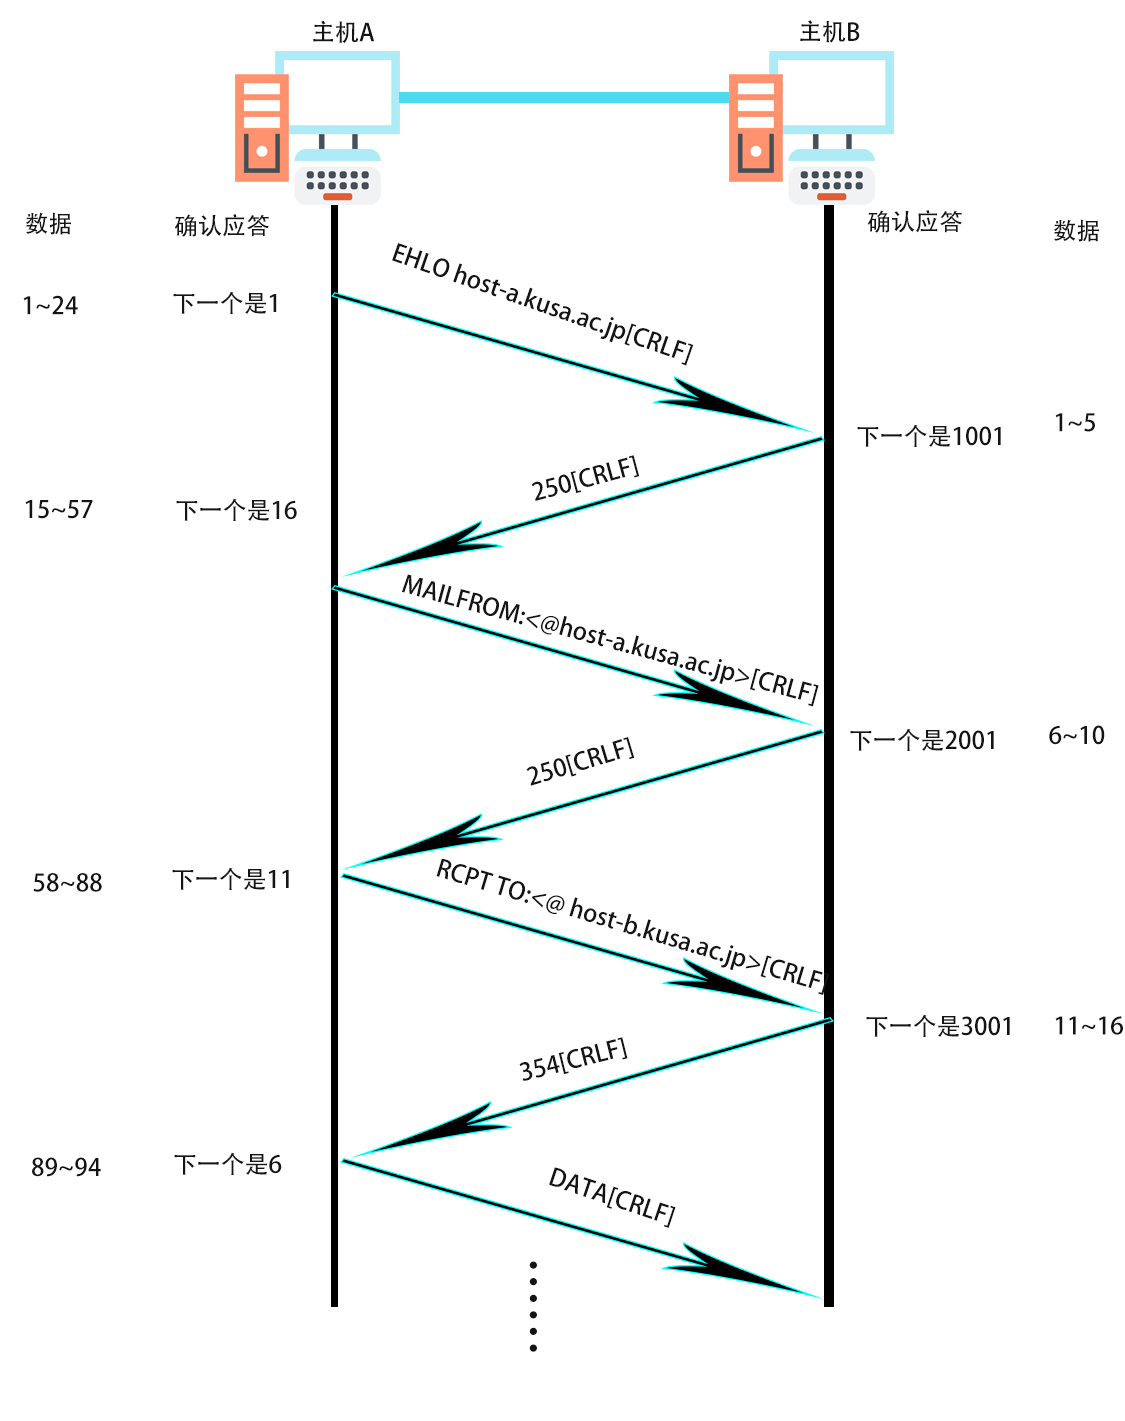 主机A
主机B
数据
确认应答
确认应答
数据
EHLO host-a.kusa.ac.jp[CRLF]
1~24
下一个是1
下一个是1001
1~5
250[CRLF]
15~57
下一个是16
MAILFROM:<@host-a.kusa.ac.jp>[CRLF]
下一个是2001
6~10
250[CRLF]
58~88
下一个是11
RCPT TO:<@ host-b.kusa.ac.jp>[CRLF]
下一个是3001
11~16
354[CRLF]
89~94
下一个是6
DATA[CRLF]